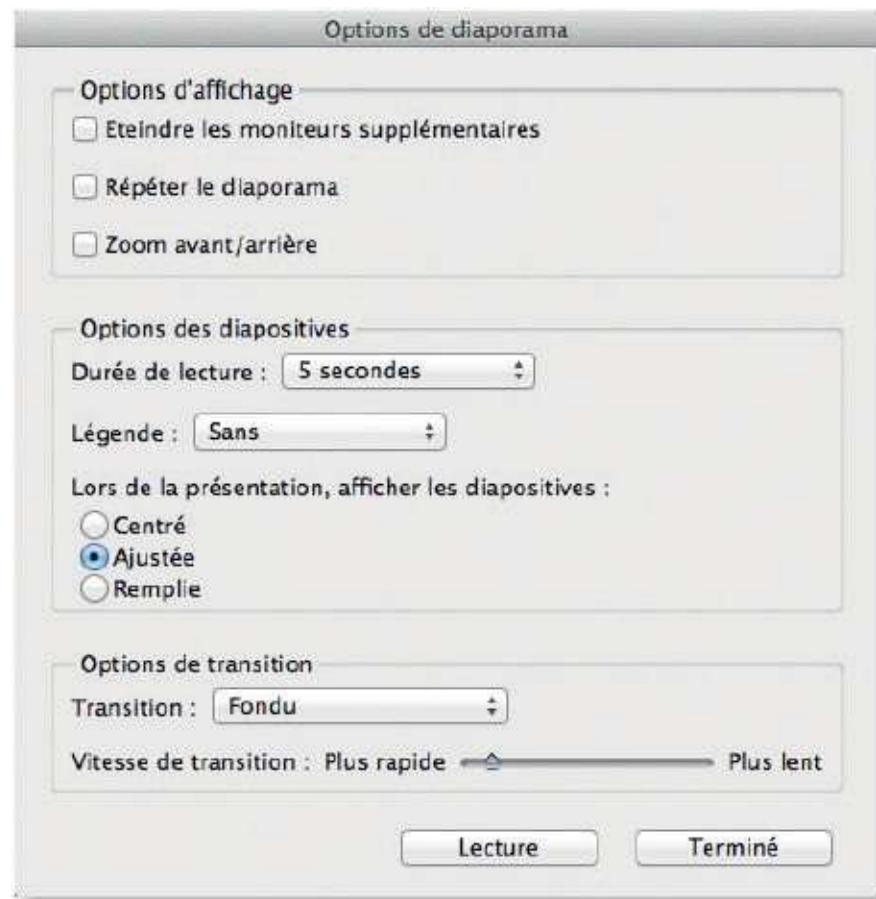 Options de diaporama
Options d'affichage
Eteindre les moniteurs supplémentaires
Répéter le diaporama
Zoom avant/arrière
Options des diapositives
Durée de lecture : 5 secondes
Légende : Sans
Lors de la présentation, afficher les diapositives :
Centré
Ajustée
Remplie
Options de transition
Transition : Fondu
Vitesse de transition : Plus rapide Plus lent
Lecture Terminé